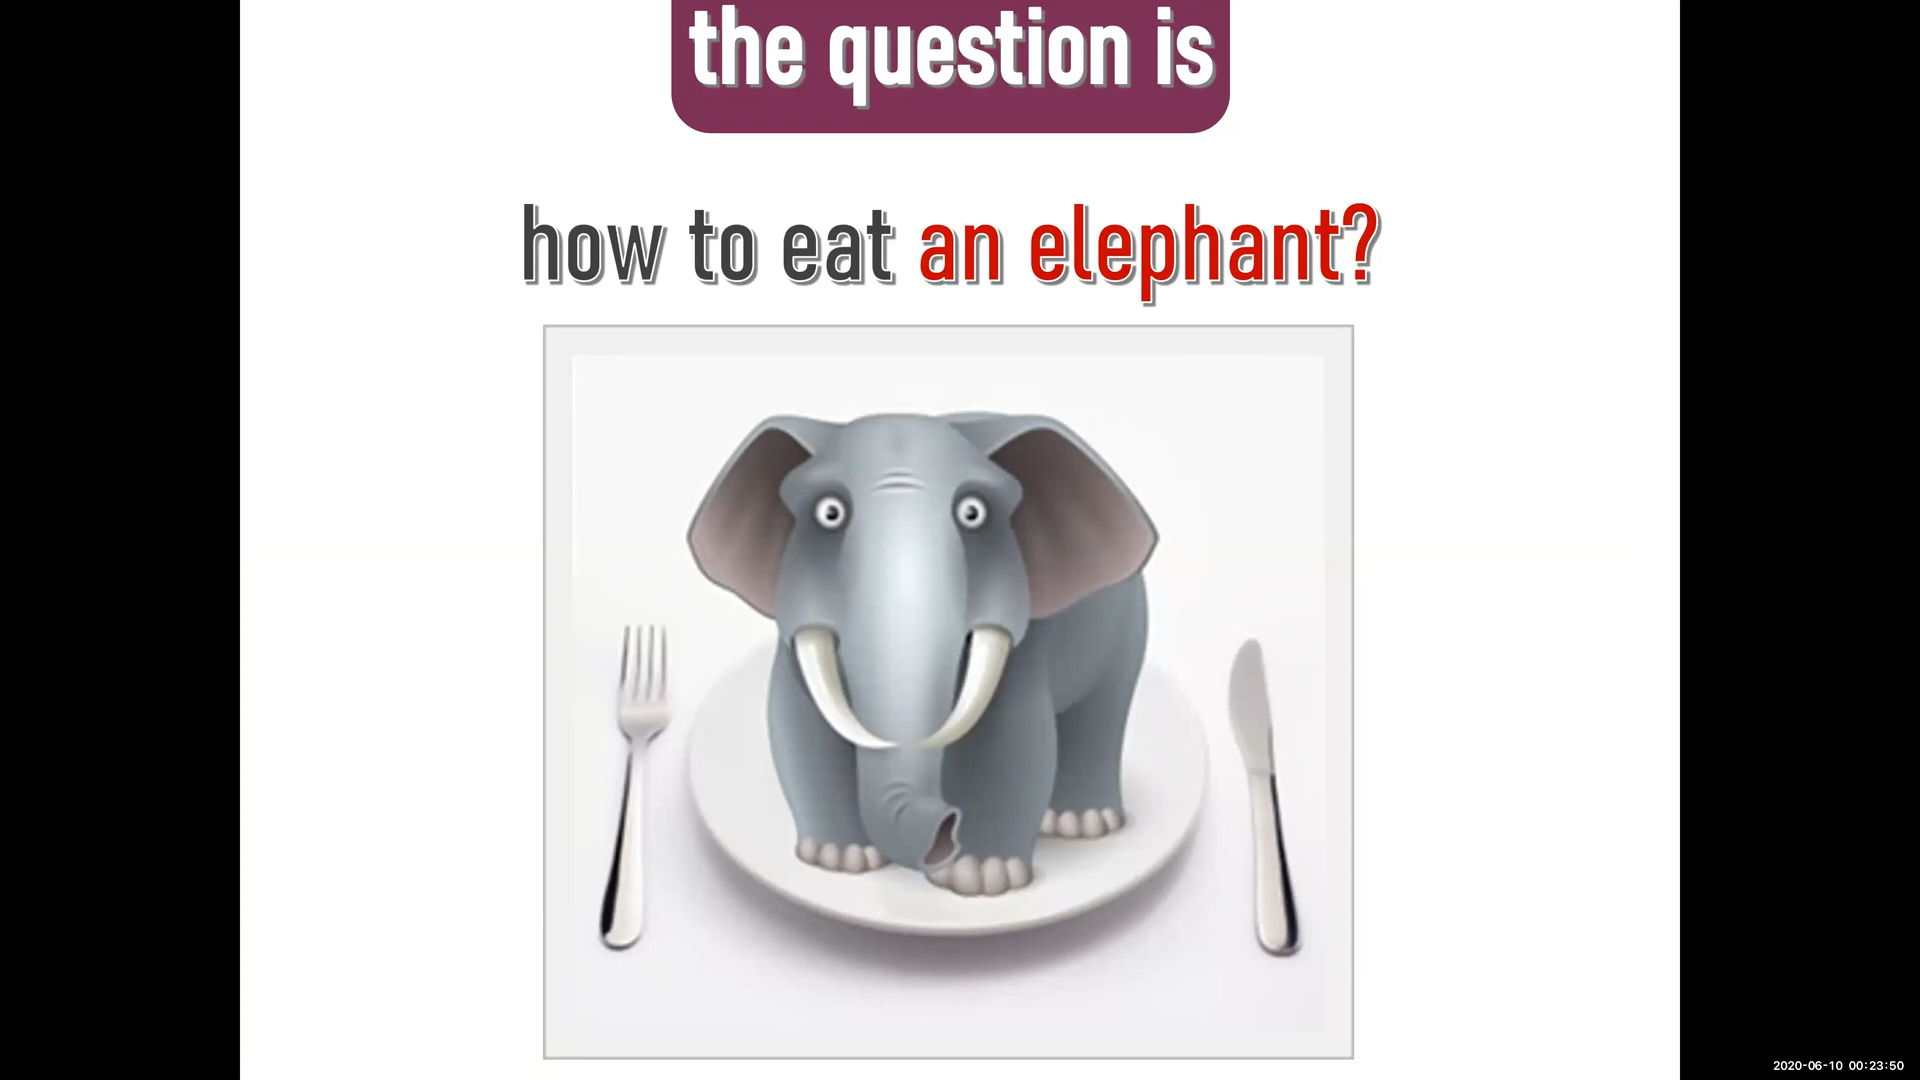 the question is
how to eat an elephant?
2020-06-10 00:23:50